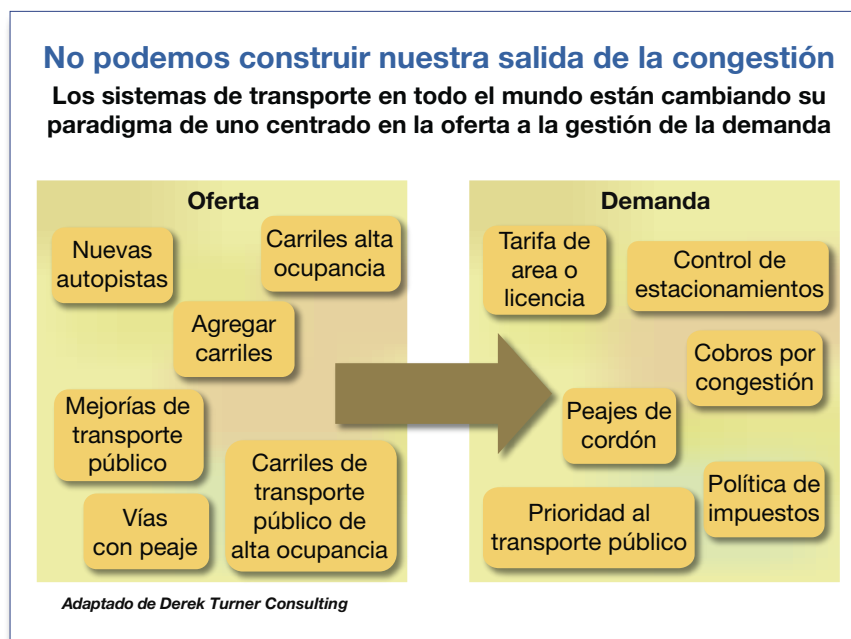 No podemos construir nuestra salida de la congestión
Los sistemas de transporte en todo el mundo están cambiando su
paradigma de uno centrado en la oferta a la gestión de la demanda
Oferta
Nuevas
autopistas
Carriles alta
ocupancia
Agregar
carriles
Mejorías de
transporte
público
Carriles de
transporte
público de
alta ocupancia
Vías
con peaje
Demanda
Tarifa de
area o
licencia
Control de
estacionamientos
Cobros por
congestión
Peajes de
cordón
Política de
impuestos
Prioridad al
transporte público
Adaptado de Derek Turner Consulting